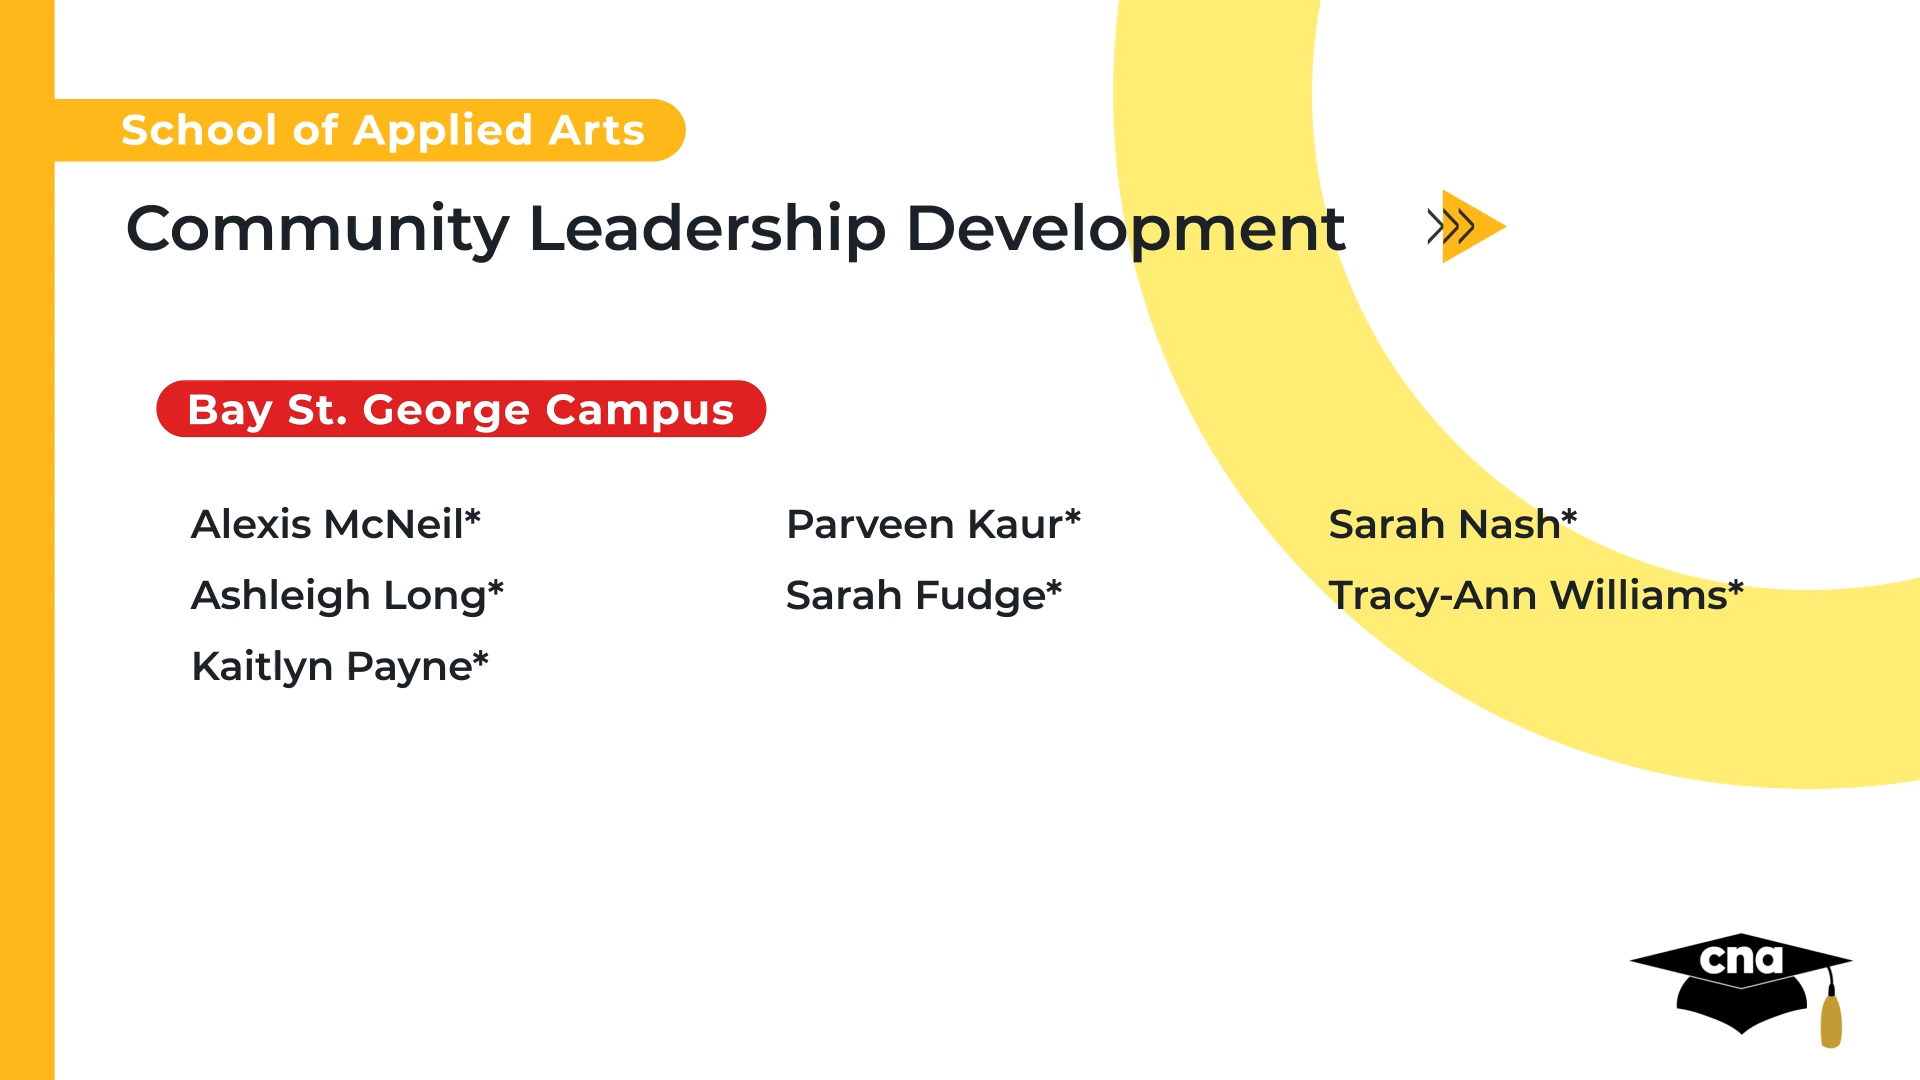 School of Applied Arts
Community Leadership Development
Bay St. George Campus
Alexis McNeil*
Ashleigh Long*
Kaitlyn Payne*
Parveen Kaur*
Sarah Fudge*
Sarah Nash*
Tracy-Ann Williams*
cna